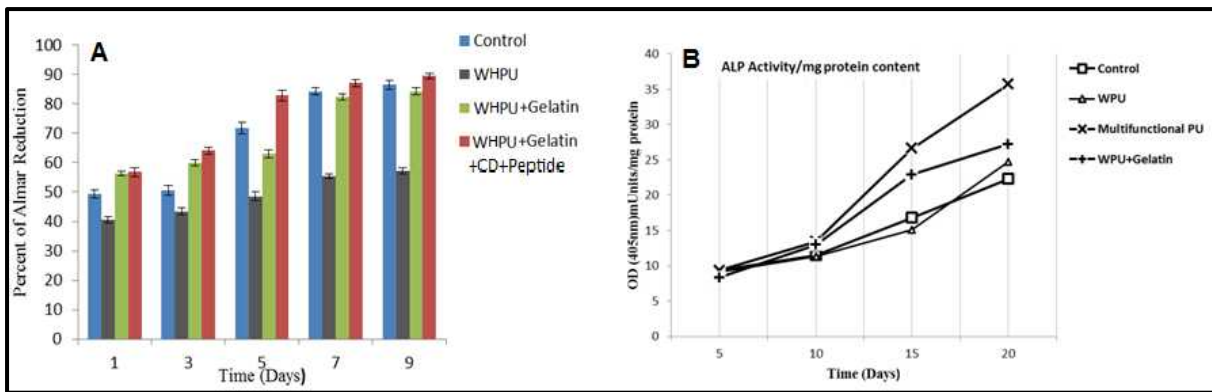 A
Percent of Almar Reduction
100
90
80
70
60
50
40
30
20
10
0
1 3 5 7 9
Time (Days)
Control
WHPU
WHPU+Gelatin
WHPU+Gelatin
+CD+Peptide
B
ALP Activity/mg protein content
OD (405nm)mUnits/mg protein
40
35
30
25
20
15
10
5
0
5 10 15 20
Time (Days)
Control
WPU
Multifunctional PU
WPU+Gelatin